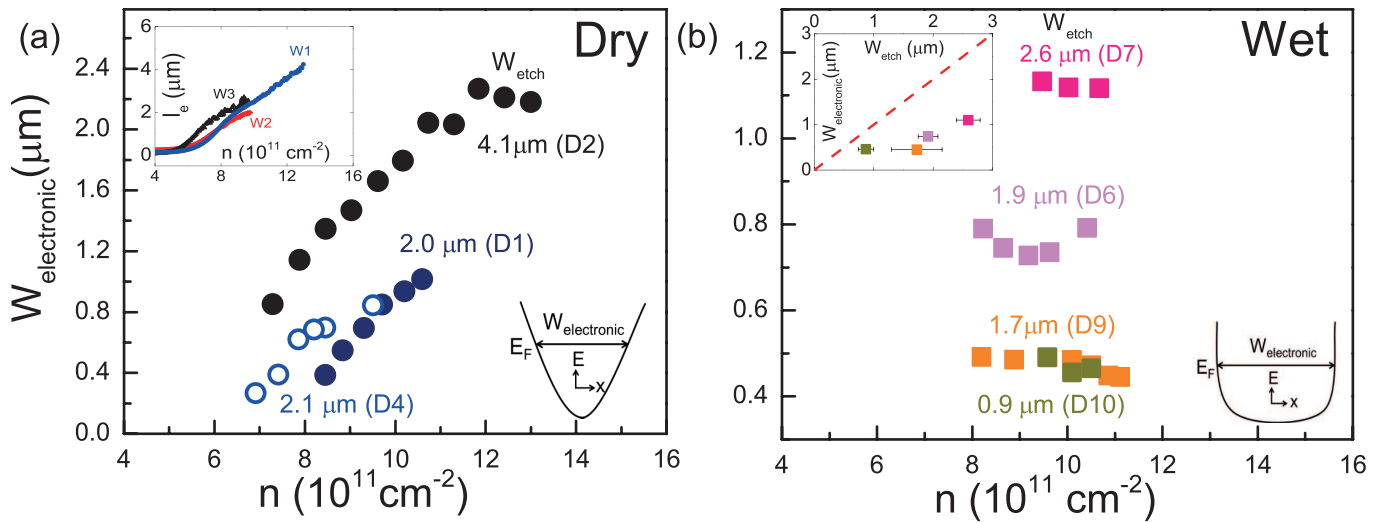 (a)
Dry
W_etch
4.1μm (D2)
2.0 μm (D1)
2.1 μm (D4)
W_electronic(μm)
2.4
2.0
1.6
1.2
0.8
0.4
0.0
4 6 8 10 12 14 16
n (10^11 cm^-2)
6
4
2
0
l_e (μm)
W1
W3
W2
n (10^11 cm^-2)
4 8 12 16
W_electronic
E_F
E
x
(b)
Wet
W_etch
2.6 μm (D7)
1.9 μm (D6)
1.7μm (D9)
0.9 μm (D10)
1.2
1.0
0.8
0.6
0.4
4 6 8 10 12 14 16
n (10^11 cm^-2)
0 1 2 3
W_etch (μm)
W_electronic(μm)
3
2
1
0
W_electronic
E_F
E
x